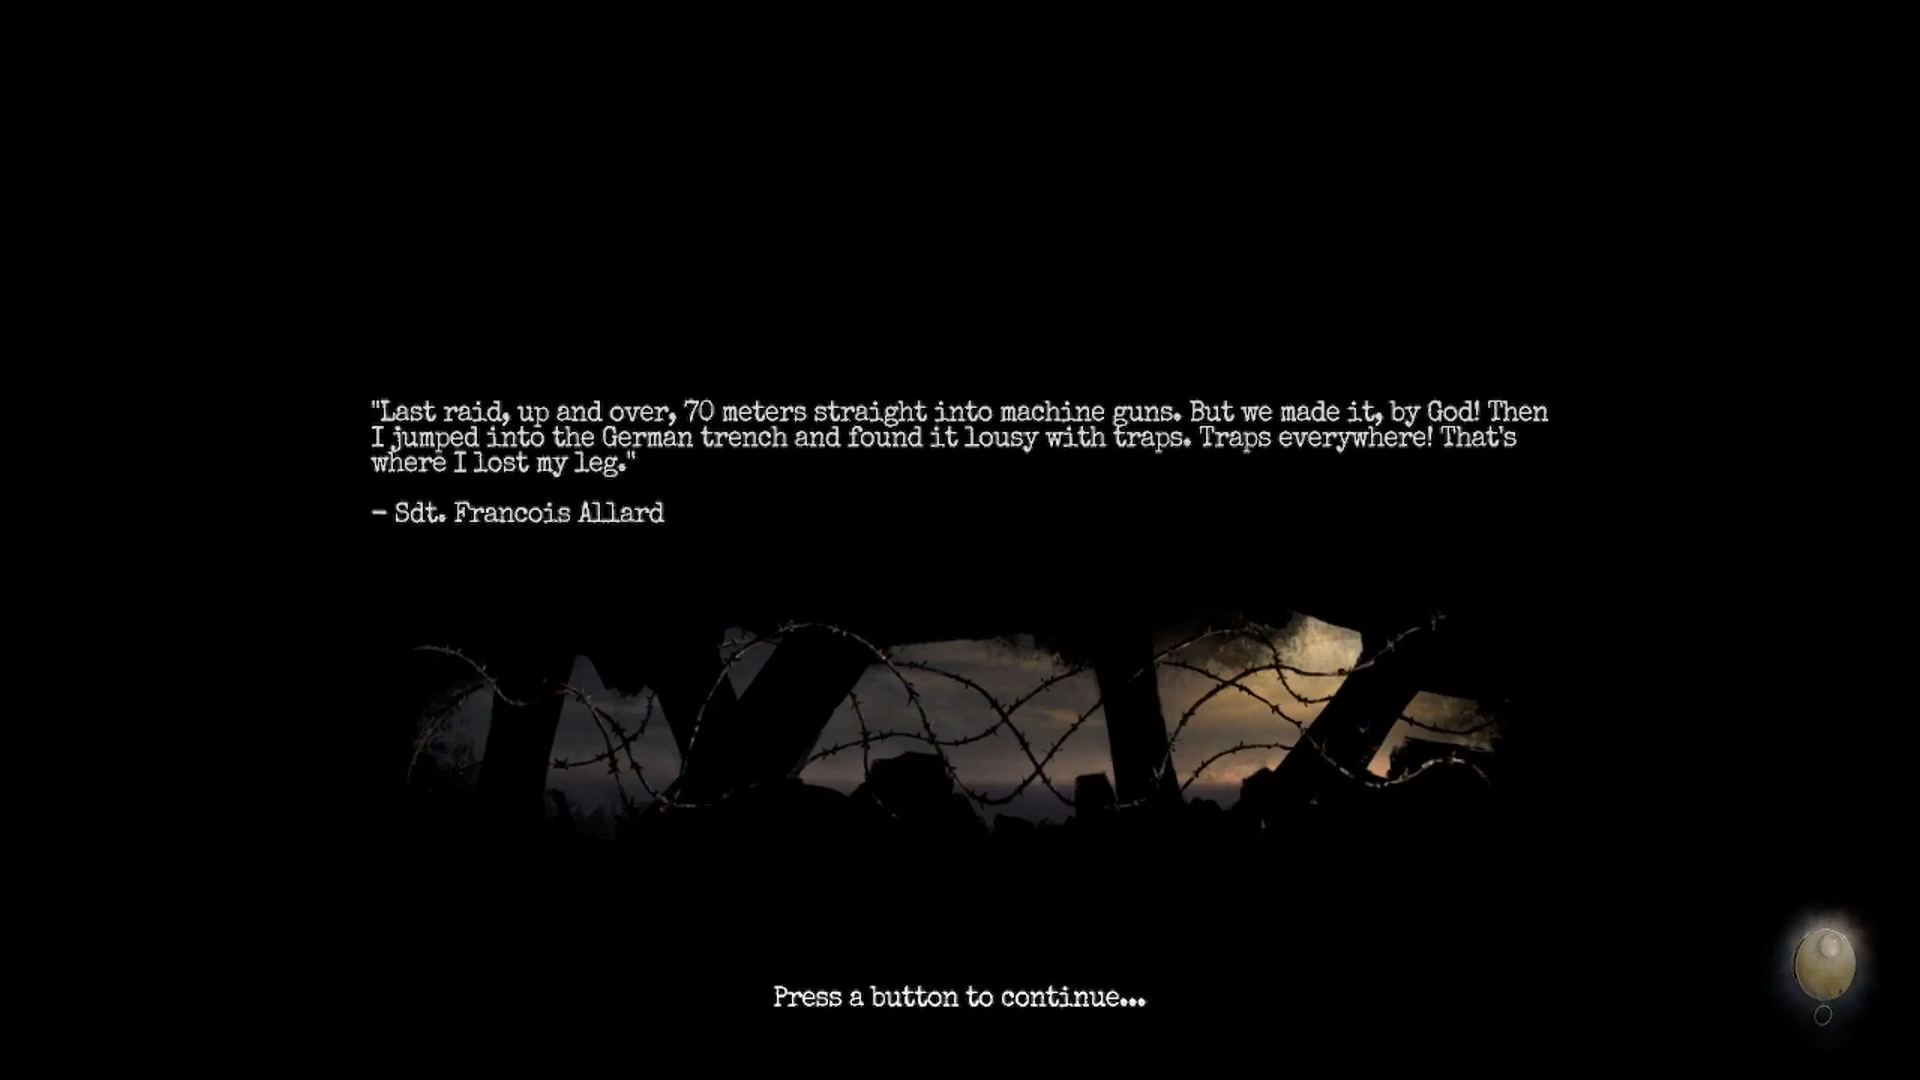 "Last raid, up and over, 70 meters straight into machine guns. But we made it, by God! Then
I jumped into the German trench and found it lousy with traps. Traps everywhere! That's
where I lost my leg."
- Sdt. Francois Allard
Press a button to continue...